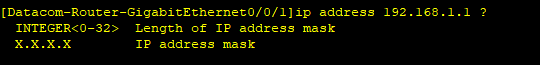 [Datacom-Router-GigabitEthernet0/0/1]ip address 192.168.1.1 ?
INTEGER<0-32> Length of IP address mask
X.X.X.X IP address mask